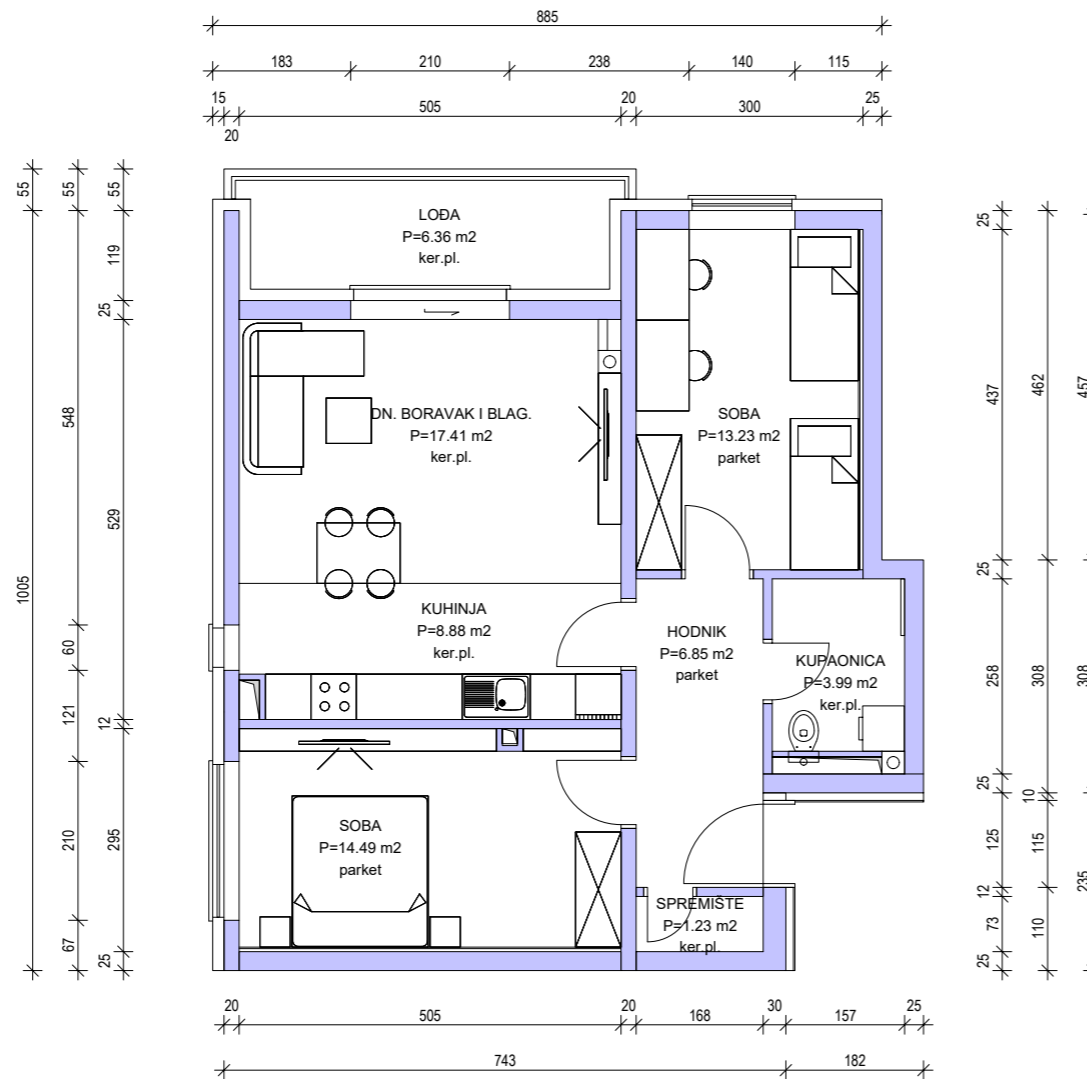 885
183 210 238 140 115
15 505 20 300 25
20
55 55 55
1005
548
60
121
210
67
119
25
529
12
295
25
LOĐA
P=6.36 m2
ker.pl.
DN. BORAVAK I BLAG.
P=17.41 m2
ker.pl.
SOBA
P=13.23 m2
parket
KUHINJA
P=8.88 m2
ker.pl.
HODNIK
P=6.85 m2
parket
KUPAONICA
P=3.99 m2
ker.pl.
SOBA
P=14.49 m2
parket
SPREMIŠTE
P=1.23 m2
ker.pl.
25
437
25
258
25
125
12
73
25
462
308
10
115
110
457
308
235
20 505 20 168 30 157 25
743 182